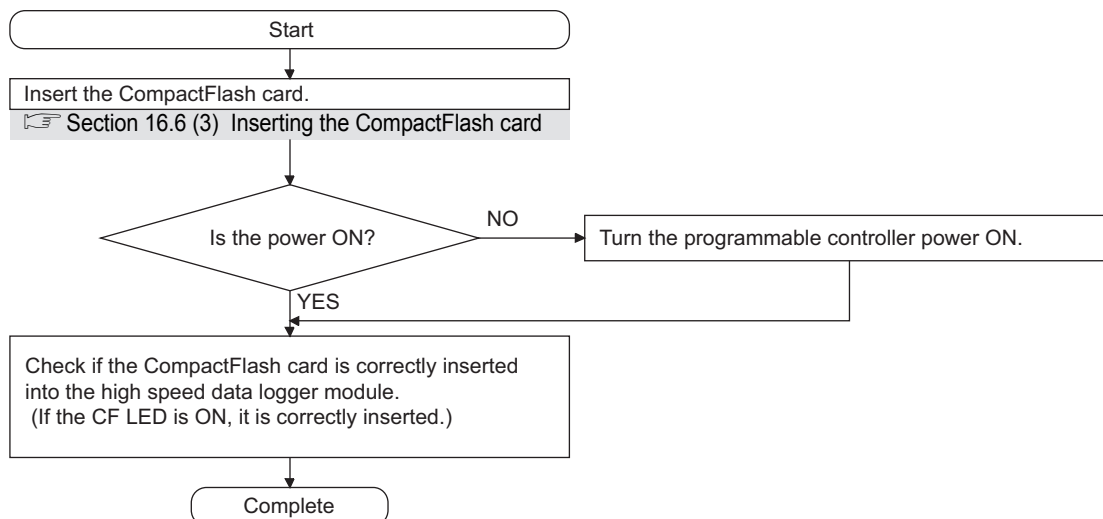 Start
Insert the CompactFlash card.
☞ Section 16.6 (3) Inserting the CompactFlash card
Is the power ON?
NO
Turn the programmable controller power ON.
YES
Check if the CompactFlash card is correctly inserted
into the high speed data logger module.
(If the CF LED is ON, it is correctly inserted.)
Complete